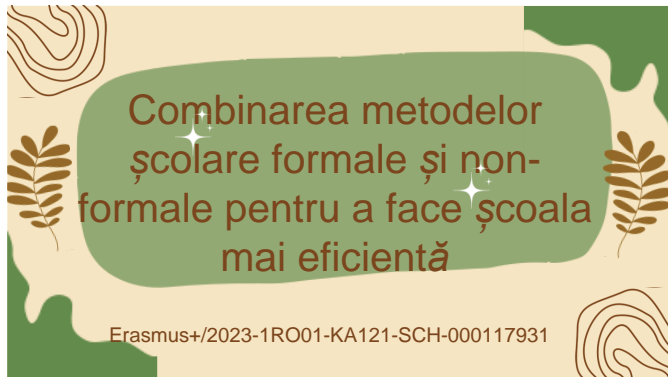 Combinarea metodelor
școlare formale și non-
formale pentru a face școala
mai eficientă
Erasmus+/2023-1RO01-KA121-SCH-000117931